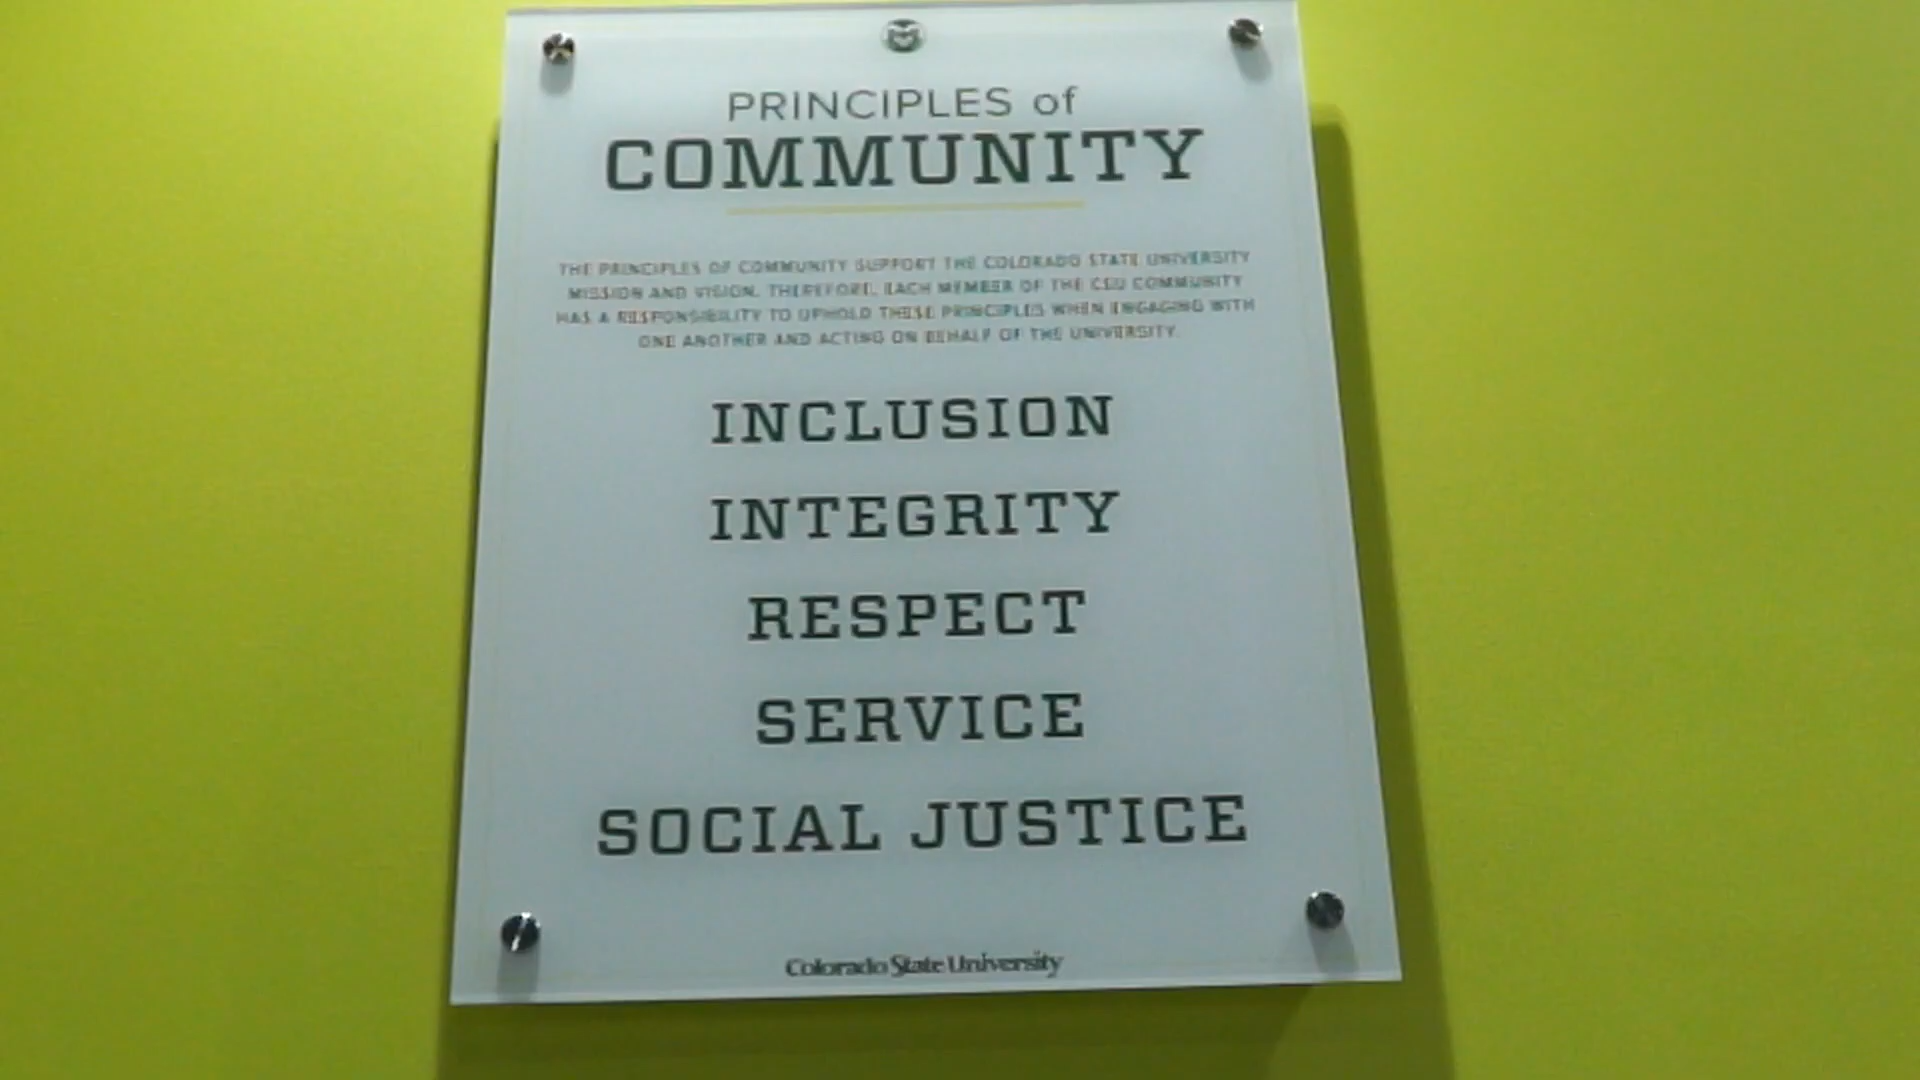 PRINCIPLES of
COMMUNITY
THE PRINCIPLES OF COMMUNITY SUPPORT THE COLORADO STATE UNIVERSITY
MISSION AND VISION. THEREFORE, EACH MEMBER OF THE CSU COMMUNITY
HAS A RESPONSIBILITY TO UPHOLD THESE PRINCIPLES WHEN ENGAGING WITH
ONE ANOTHER AND ACTING ON BEHALF OF THE UNIVERSITY.
INCLUSION
INTEGRITY
RESPECT
SERVICE
SOCIAL JUSTICE
Colorado State University